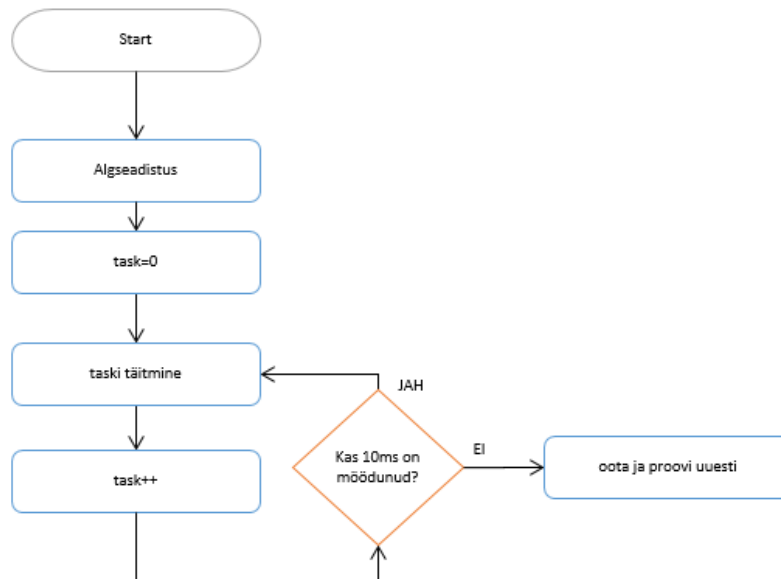 Start
Algseadistus
task=0
taski täitmine
JAH
Kas 10ms on
möödunud?
EI
oota ja proovi uuesti
task++